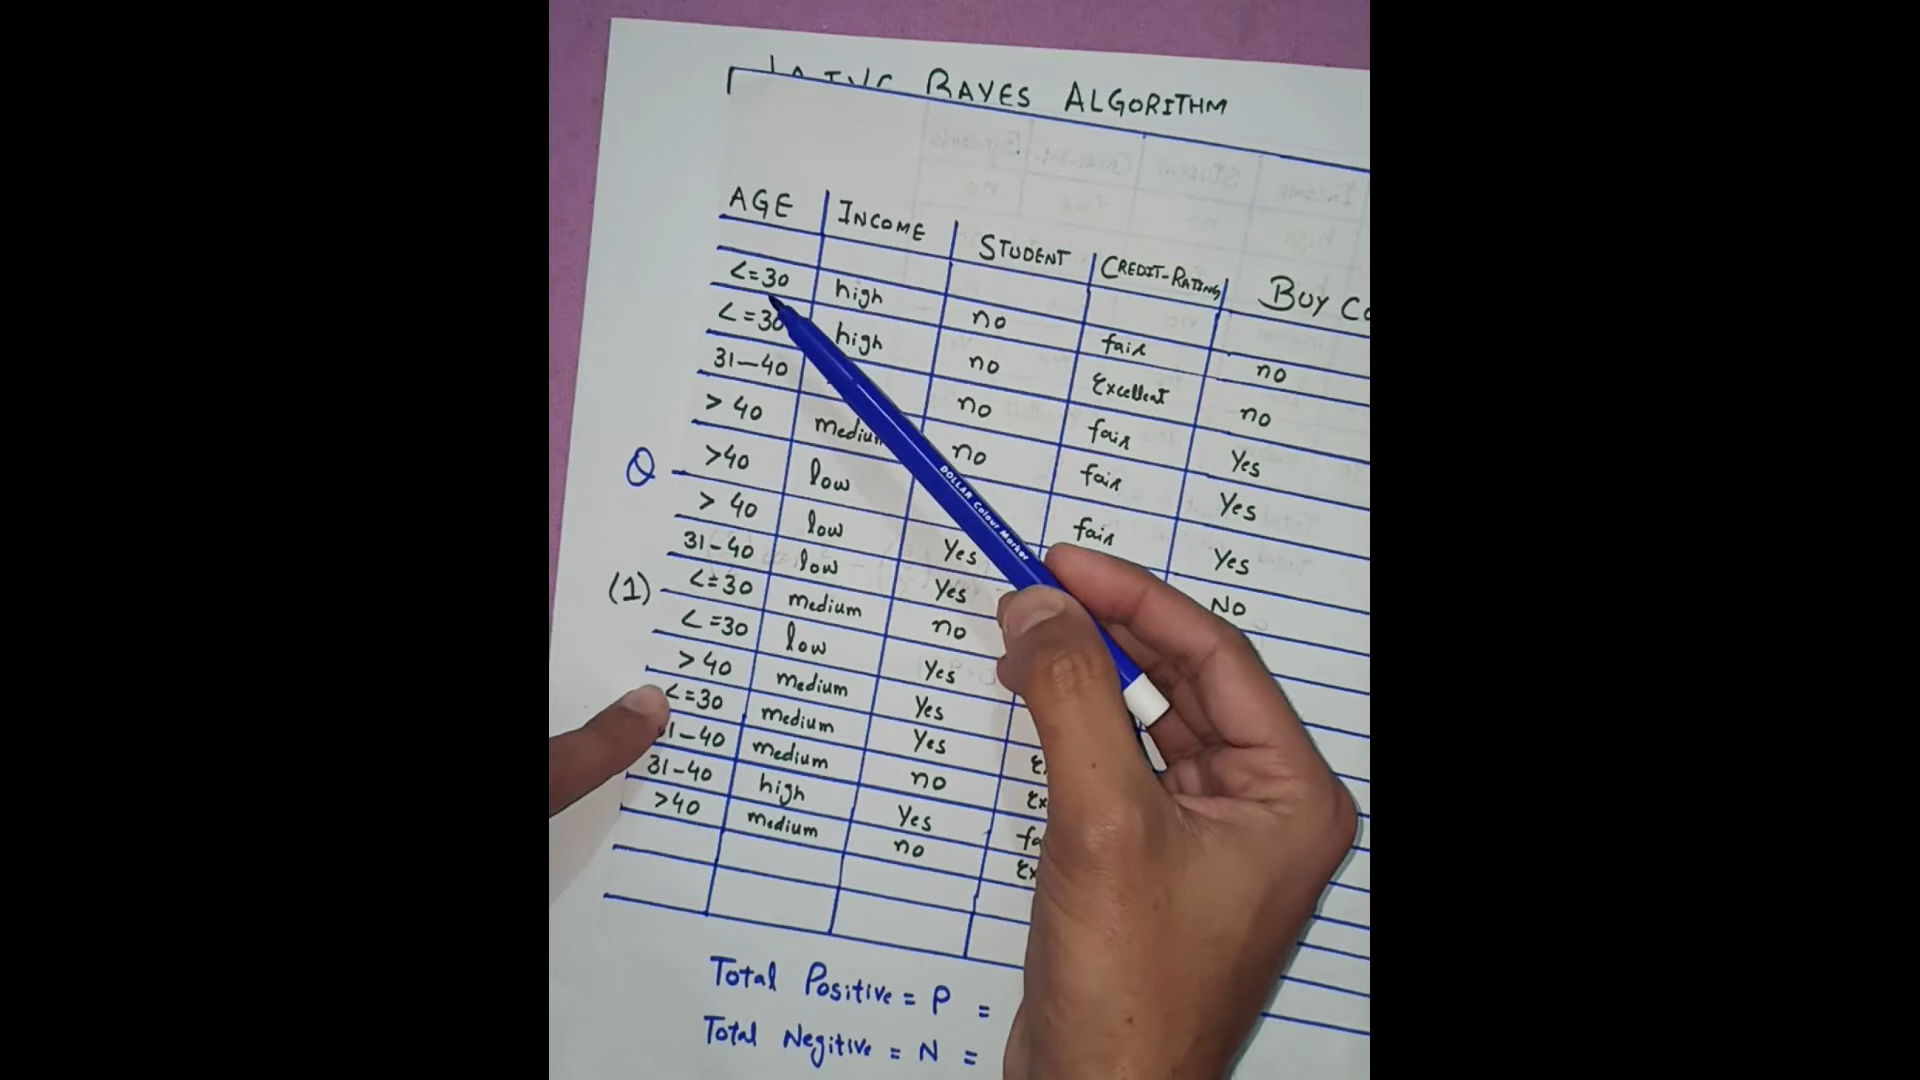 BAYES ALGORITHM
AGE INCOME STUDENT CREDIT-RATING BUY Co
<=30 high no fair no
<=30 high no Excellent no
31-40 no fair Yes
>40 medium no fair Yes
Q >40 low Yes fair Yes
>40 low Yes NO
31-40 low
(1) <=30 medium no
<=30 low Yes
>40 medium Yes
<=30 medium Yes
31-40 medium no
31-40 high Yes
>40 medium no
Total Positive = P =
Total Negitive = N =
DOLLAR Colour Marker